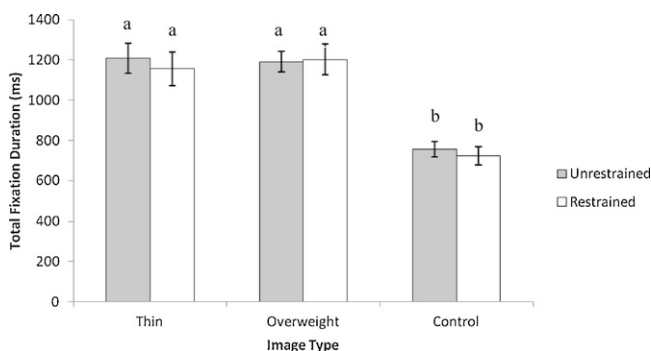 1400
1200
1000
800
600
400
200
0
Total Fixation Duration (ms)
a a a a b b
Thin Overweight Control
Image Type
Unrestrained
Restrained